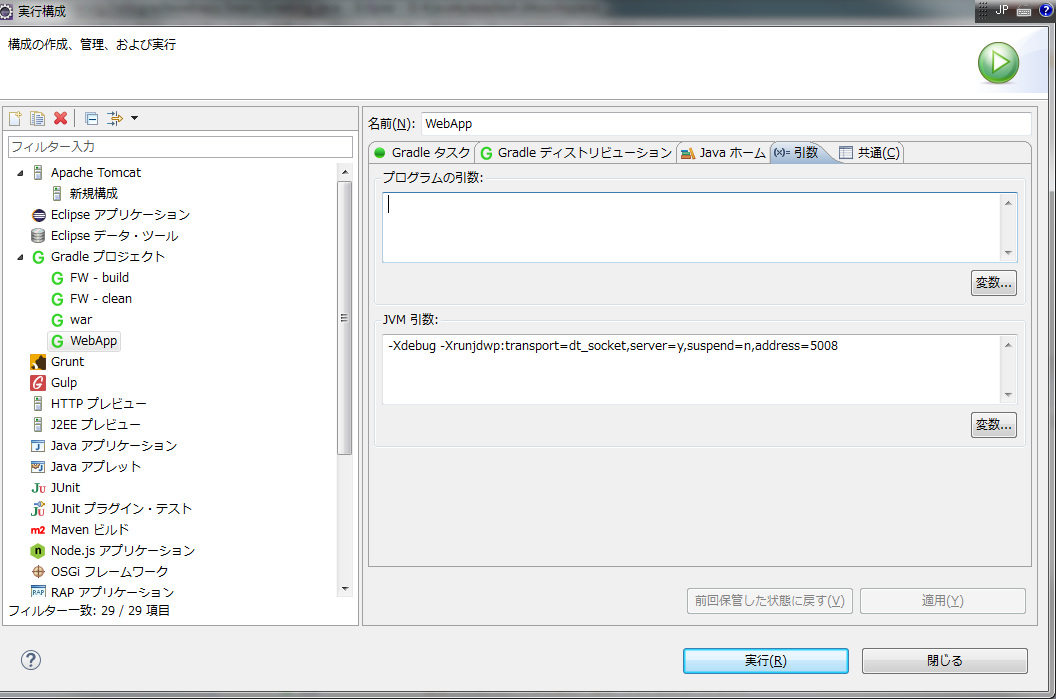 実行構成
JP
構成の作成、管理、および実行
フィルター入力
Apache Tomcat
新規構成
Eclipse アプリケーション
Eclipse データ・ツール
Gradle プロジェクト
FW - build
FW - clean
war
WebApp
Grunt
Gulp
HTTP プレビュー
J2EE プレビュー
Java アプリケーション
Java アプレット
JUnit
JUnit プラグイン・テスト
Maven ビルド
Node.js アプリケーション
OSGi フレームワーク
RAP アプリケーション
フィルター一致: 29 / 29 項目
名前(N): WebApp
Gradle タスク Gradle ディストリビューション Java ホーム (x)= 引数 共通(C)
プログラムの引数:
変数...
JVM 引数:
-Xdebug -Xrunjdwp:transport=dt_socket,server=y,suspend=n,address=5008
変数...
前回保管した状態に戻す(V) 適用(Y)
実行(R) 閉じる